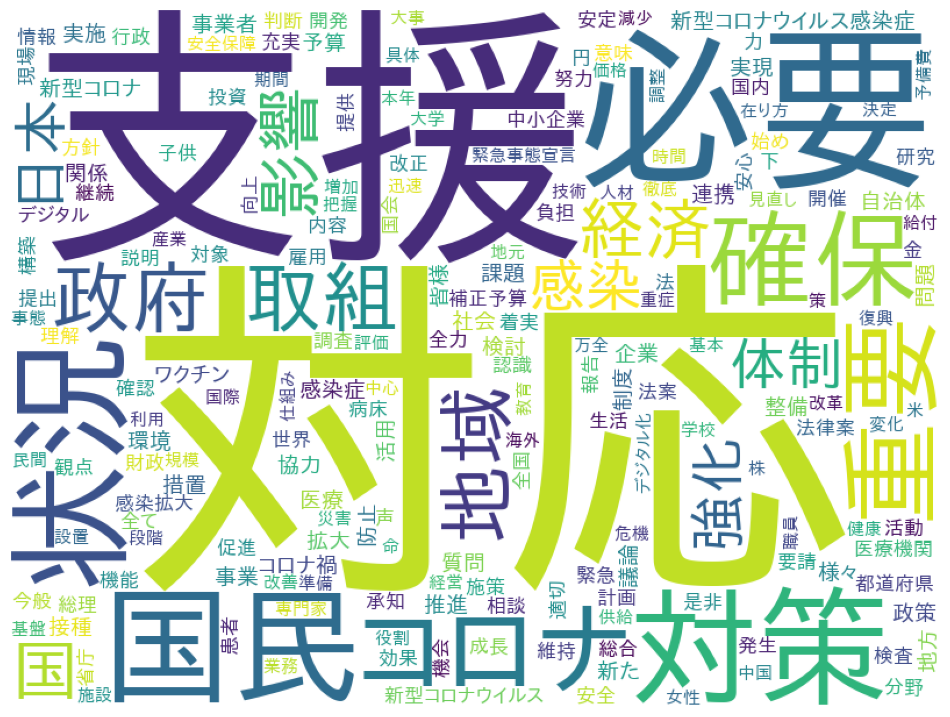 支援
必要
対応
確保
重要
経済
感染
体制
政府
取組
状況
地域
強化
国民
コロナ
対策
国
日本
影響
情報
実施
行政
事業者
判断
開発
大事
安定
減少
新型コロナウイルス感染症
現場
安全保障
充実
予算
具体
円
意味
力
予備費
新型コロナ
期間
投資
提供
本年
努力
価格
調整
実現
国内
在り方
決定
方針
子供
大学
中小企業
始め
下
研究
関係
継続
向上
増加
把握
改正
迅速
緊急事態宣言
時間
安心
見直し
開催
自治体
デジタル
内容
国会
技術
人材
徹底
連携
給付
構築
産業
説明
対象
雇用
負担
金
問題
提出
事態
理解
地元
皆様
課題
補正予算
法
重症
策
復興
社会
着実
調査
評価
全力
検討
認識
万全
企業
基本
ワクチン
確認
国際
感染症
中心
仕組み
教育
報告
制度
法案
整備
改革
米
利用
環境
病床
活用
世界
海外
生活
学校
法律案
変化
民間
観点
財政
規模
協力
全国
デジタル化
株
措置
感染拡大
医療
声
全て
災害
防止
命
設置
段階
拡大
危機
職員
健康
活動
促進
コロナ禍
質問
議論
要請
医療機関
機能
事業
改善
準備
経営
施策
緊急
様々
都道府県
今般
総理
専門家
承知
推進
相談
適切
計画
供給
是非
政策
基盤
接種
患者
役割
効果
機会
成長
維持
総合
新た
発生
検査
地方
省庁
業務
中国
施設
新型コロナウイルス
安全
女性
分野